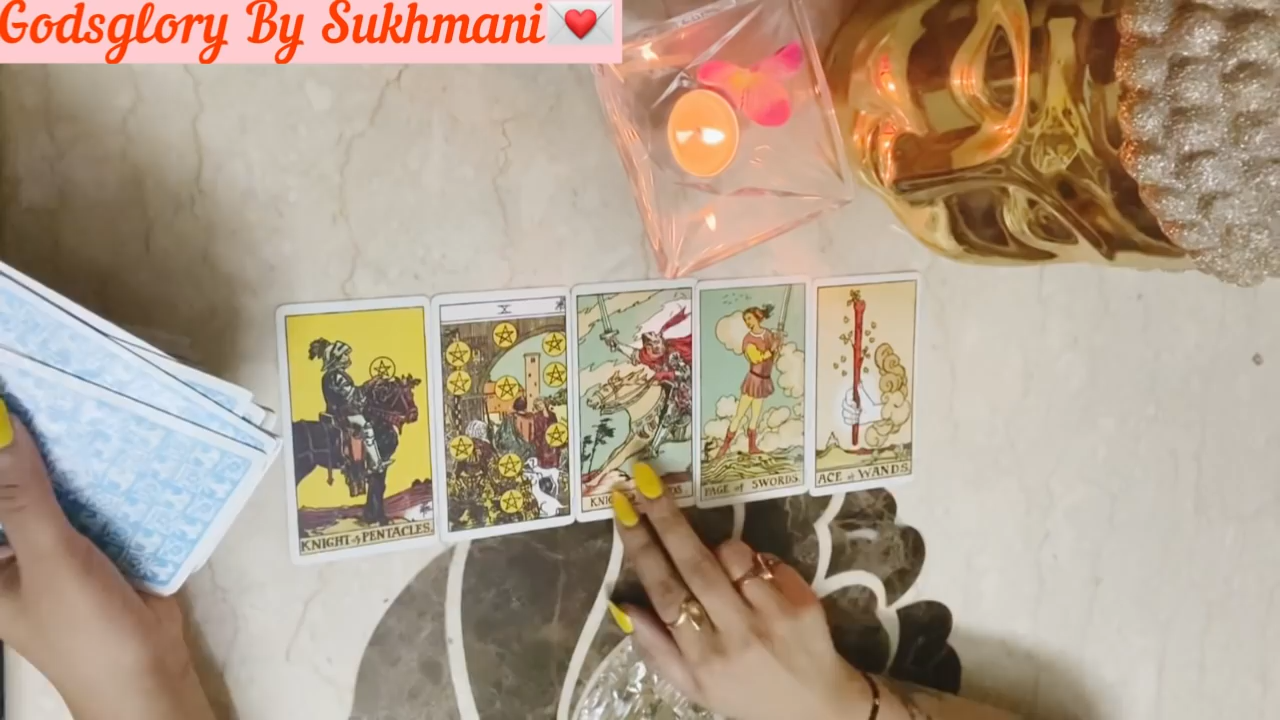 Godsglory By Sukhmani
KNIGHT of PENTACLES.
X
PAGE of SWORDS.
ACE of WANDS.